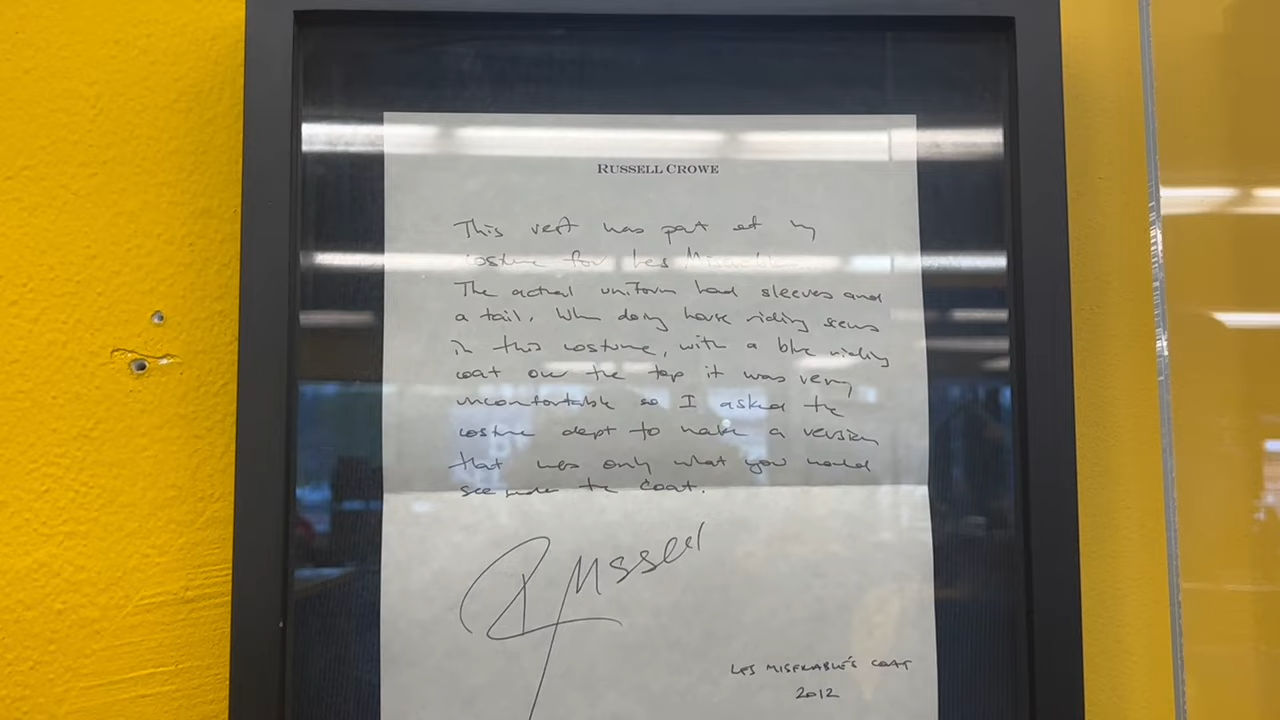 RUSSELL CROWE
This vest was part of my
costume for Les Miserables.
The actual uniform had sleeves and
a tail. When doing horse riding scenes
in this costume, with a blue riding
coat over the top it was very
uncomfortable so I asked the
costume dept to make a version
that was only what you would
see under the coat.
Russell
LES MISERABLE'S COAT
2012